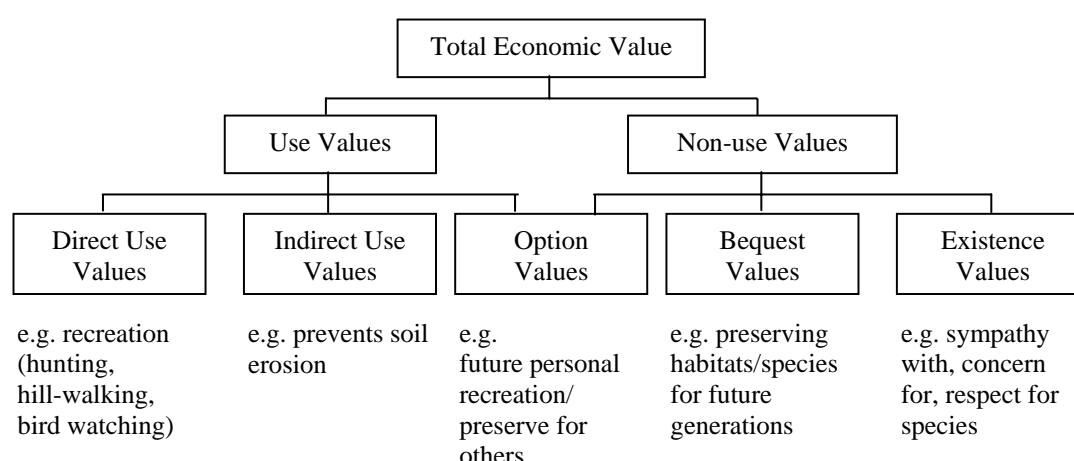 Total Economic Value
Use Values
Non-use Values
Direct Use
Values
Indirect Use
Values
Option
Values
Bequest
Values
Existence
Values
e.g. recreation
(hunting,
hill-walking,
bird watching)
e.g. prevents soil
erosion
e.g.
future personal
recreation/
preserve for
others
e.g. preserving
habitats/species
for future
generations
e.g. sympathy
with, concern
for, respect for
species